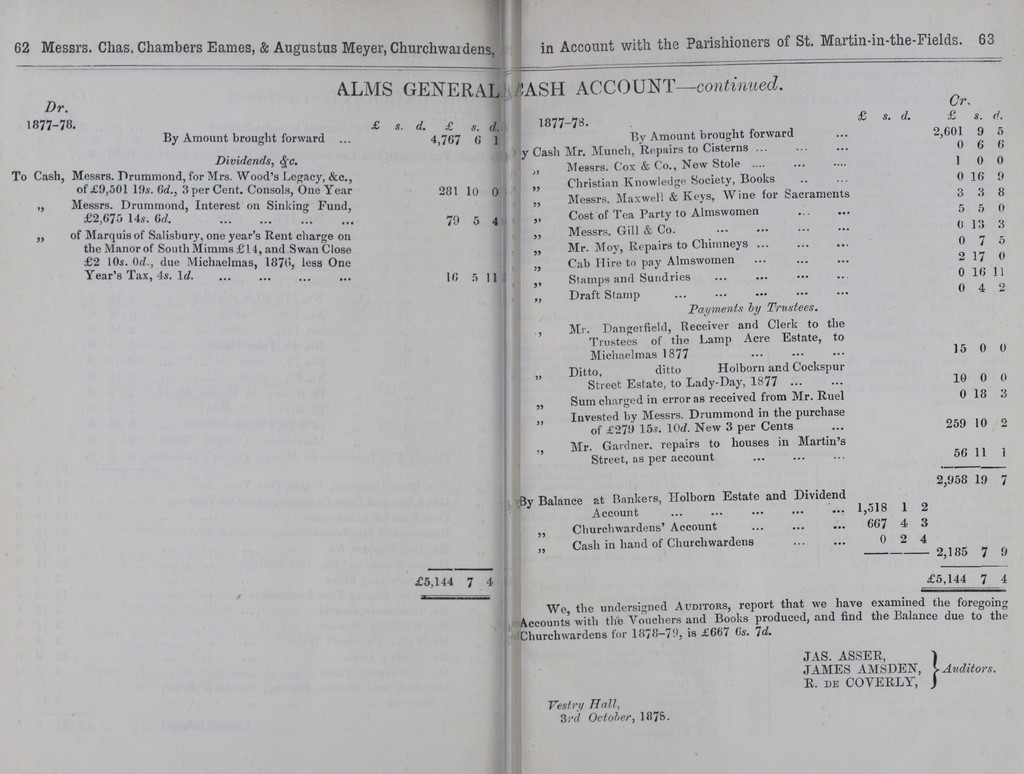 62 Messrs. Chas. Chambers Eames, & Augustus Meyer, Churchwardens,
ALMS GENERAL
Dr.
1877-78. £ s. d. £ s. d.
By Amount brought forward ... 4,767 6 1
Dividends, &c.
To Cash, Messrs. Drummond, for Mrs. Wood's Legacy, &c.,
of £9,501 19s. 6d., 3 per Cent. Consols, One Year 281 10 0
„ Messrs. Drummond, Interest on Sinking Fund,
£2,675 14s. 6d. ... ... ... ... 79 5 4
„ of Marquis of Salisbury, one year's Rent charge on
the Manor of South Mimms £14, and Swan Close
£2 10s. 0d., due Michaelmas, 1876, less One
Year's Tax, 4s. 1d. ... ... ... ... 16 5 11
£5,144 7 4
in Account with the Parishioners of St. Martin-in-the-Fields. 63
CASH ACCOUNT—continued.
Cr.
1877-78. £ s. d. £ s. d.
By Amount brought forward ... 2,601 9 5
y Cash Mr. Munch, Repairs to Cisterns ... ... ... 0 6 6
„ Messrs. Cox & Co., New Stole ... ... ... 1 0 0
„ Christian Knowledge Society, Books ... ... 0 16 9
„ Messrs. Maxwell & Keys, Wine for Sacraments 3 3 8
„ Cost of Tea Party to Almswomen ... ... 5 5 0
„ Messrs. Gill & Co. ... ... ... ... 0 13 3
„ Mr. Moy, Repairs to Chimneys ... ... ... 0 7 5
„ Cab Hire to pay Almswomen ... ... ... 2 17 0
„ Stamps and Sundries ... ... ... ... 0 16 11
„ Draft Stamp ... ... ... ... ... 0 4 2
Payments by Trustees.
„ Mr. Dangerfield, Receiver and Clerk to the
Trustees of the Lamp Acre Estate, to
Michaelmas 1877 ... ... ... 15 0 0
„ Ditto, ditto Holborn and Cockspur
Street Estate, to Lady-Day, 1877 ... ... 10 0 0
„ Sum charged in error as received from Mr. Ruel 0 18 3
„ Invested by Messrs. Drummond in the purchase
of £279 15s. 10d. New 3 per Cents ... 259 10 2
„ Mr. Gardner, repairs to houses in Martin's
Street, as per account ... ... ... 56 11 1
2,958 19 7
By Balance at Bankers, Holborn Estate and Dividend
Account ... ... ... ... ... 1,518 1 2
„ Churchwardens' Account ... ... ... 667 4 3
„ Cash in hand of Churchwardens ... ... 0 2 4
2,185 7 9
£5,144 7 4
We, the undersigned AUDITORS, report that we have examined the foregoing
Accounts with the Vouchers and Books produced, and find the Balance due to the
Churchwardens for 1878-79, is £667 6s. 7d.
JAS. ASSER,
JAMES AMSDEN, } Auditors.
R. DE COVERLY,
Vestry Hall,
3rd October, 1878.